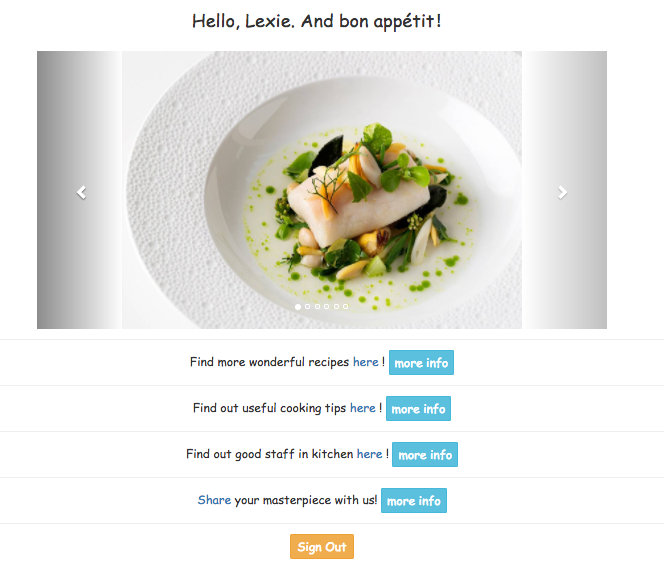 Hello, Lexie. And bon appétit!
Find more wonderful recipes here ! more info
Find out useful cooking tips here ! more info
Find out good staff in kitchen here ! more info
Share your masterpiece with us! more info
Sign Out